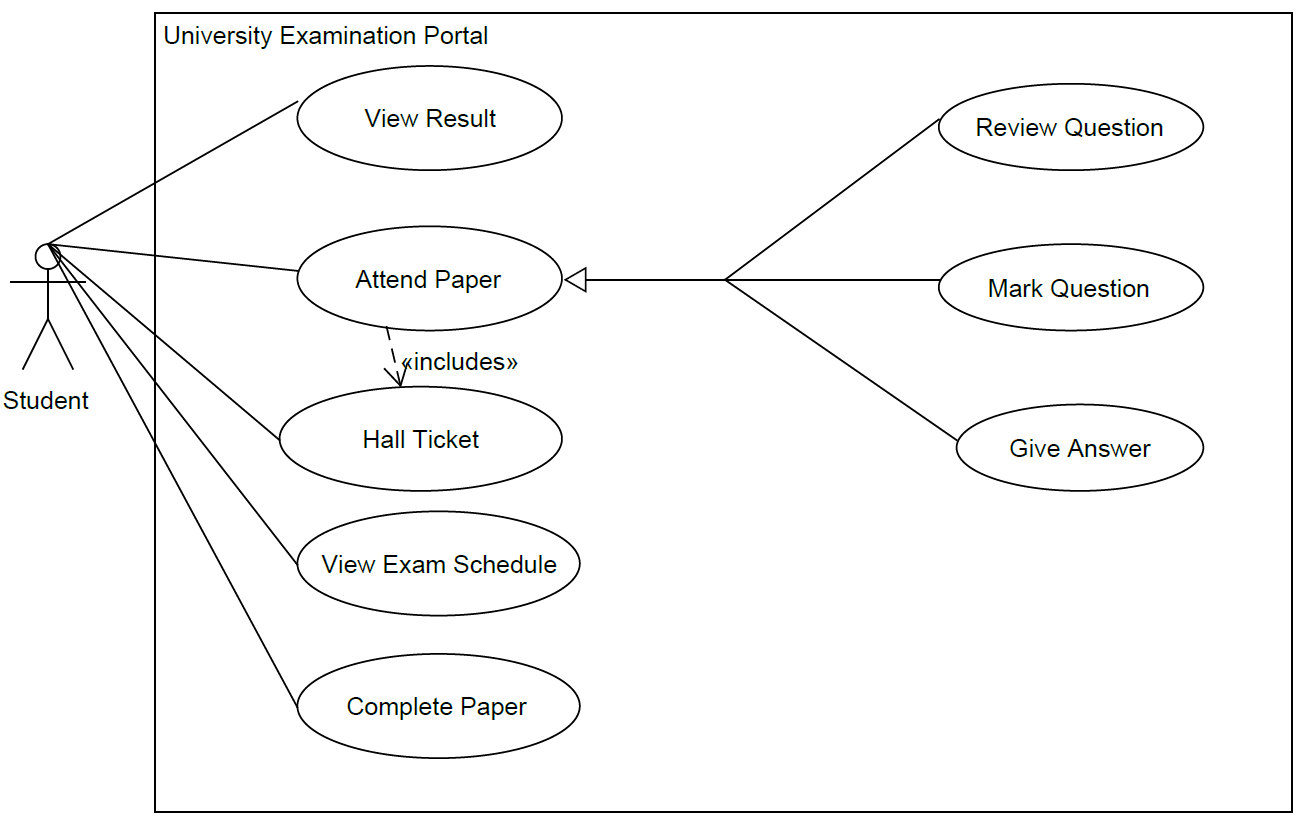 University Examination Portal
View Result
Review Question
Attend Paper
Mark Question
«includes»
Student
Hall Ticket
Give Answer
View Exam Schedule
Complete Paper